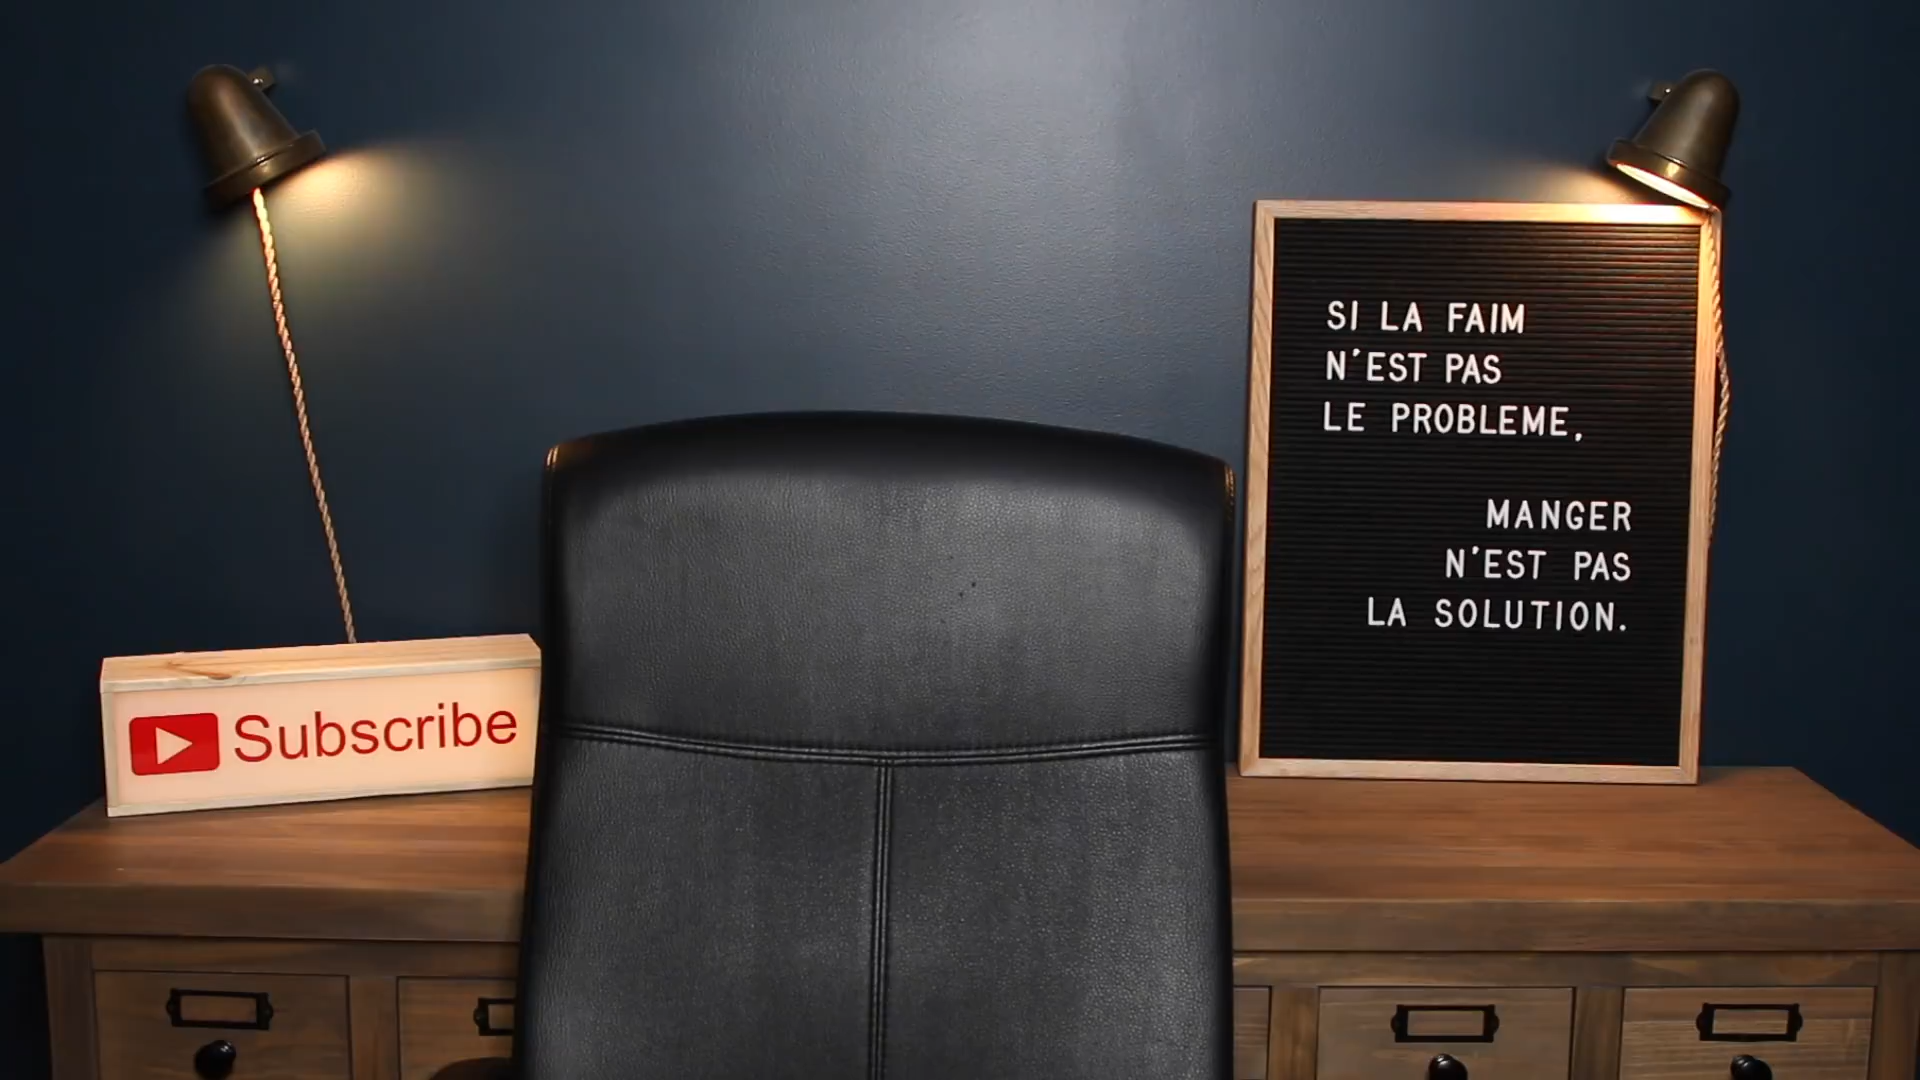 SI LA FAIM
N'EST PAS
LE PROBLEME,
MANGER
N'EST PAS
LA SOLUTION.
Subscribe